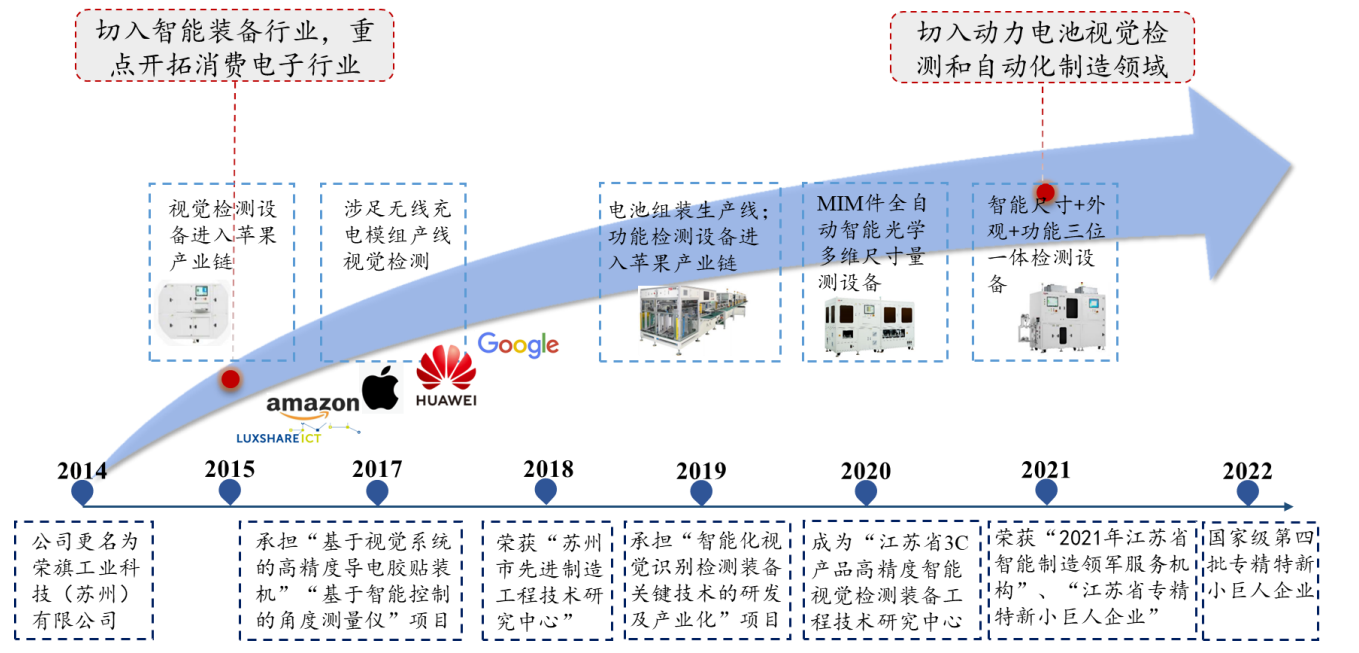 切入智能装备行业，重
点开拓消费电子行业
切入动力电池视觉检
测和自动化制造领域
视觉检测设
备进入苹果
产业链
涉足无线充
电模组产线
视觉检测
电池组装生产线；
功能检测设备进
入苹果产业链
MIM件全自
动智能光学
多维尺寸量
测设备
智能尺寸+外
观+功能三位
一体检测设
备
Google
HUAWEI
amazon
LUXSHAREICT
2014
2015
2017
2018
2019
2020
2021
2022
公司更名为
荣旗工业科
技（苏州）
有限公司
承担“基于视觉系统
的高精度导电胶贴装
机”“基于智能控制
的角度测量仪”项目
荣获“苏州
市先进制造
工程技术研
究中心”
承担“智能化视
觉识别检测装备
关键技术的研发
及产业化”项目
成为“江苏省3C
产品高精度智能
视觉检测装备工
程技术研究中心
荣获“2021年江苏省
智能制造领军服务机
构”、“江苏省专精
特新小巨人企业”
国家级第四
批专精特新
小巨人企业